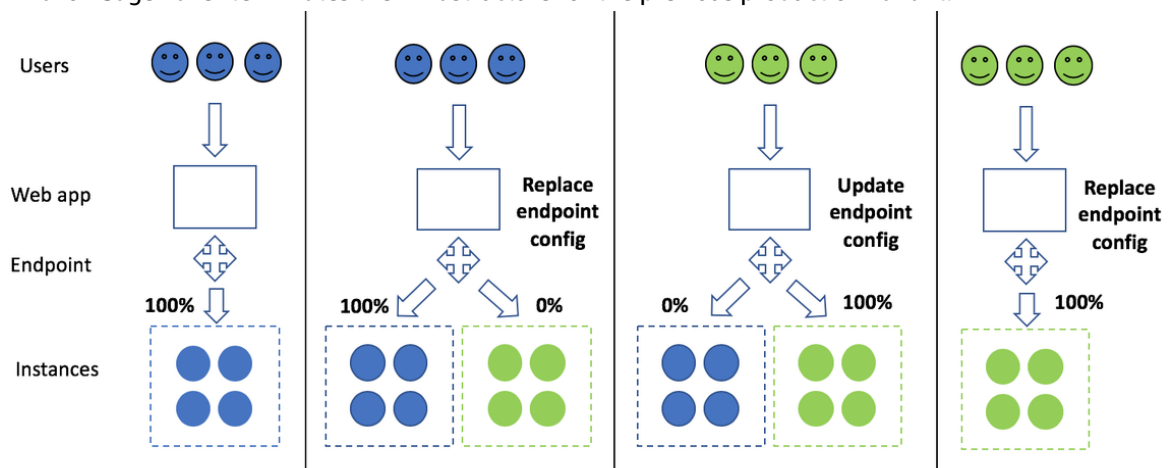 Users
Web app
Replace
endpoint
config
Update
endpoint
config
Replace
endpoint
config
Endpoint
100%
100%
0%
0%
100%
100%
Instances